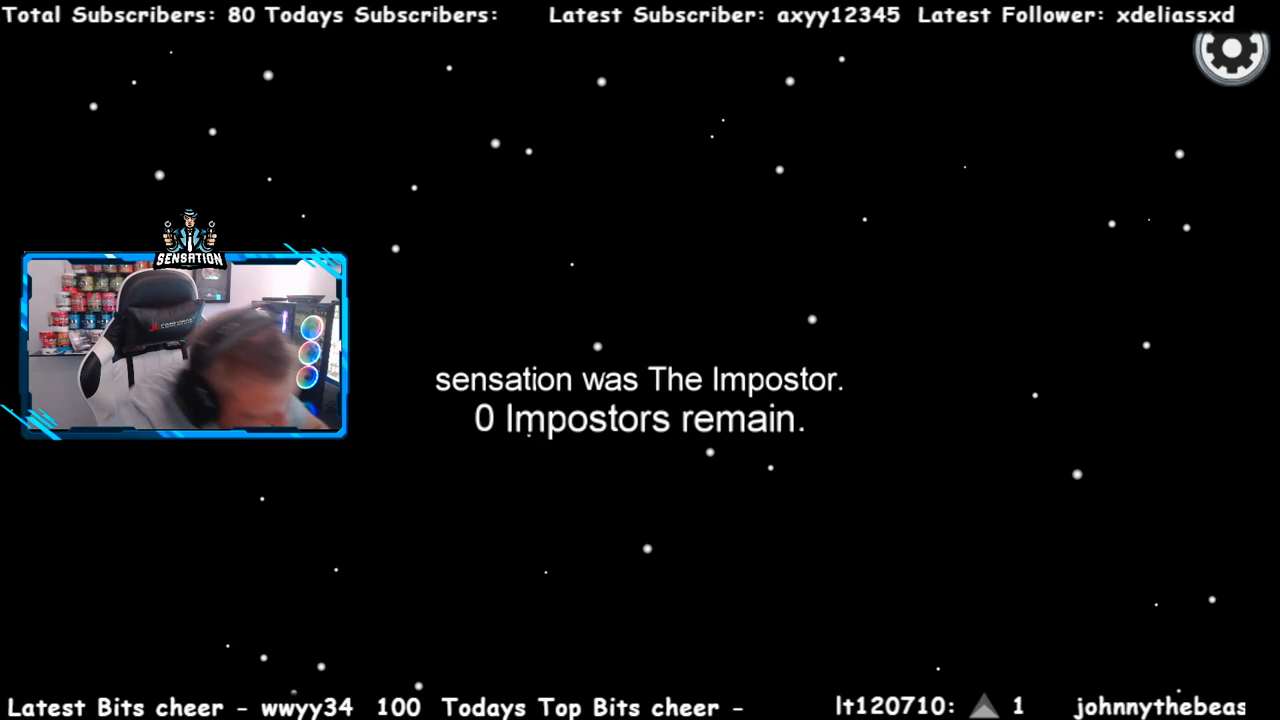 Total Subscribers: 80 Todays Subscribers: Latest Subscriber: axyy12345 Latest Follower: xdeliassxd
SENSATION
sensation was The Impostor.
0 Impostors remain.
Latest Bits cheer - wwyy34 100 Todays Top Bits cheer - lt120710: 1 johnnythebeas